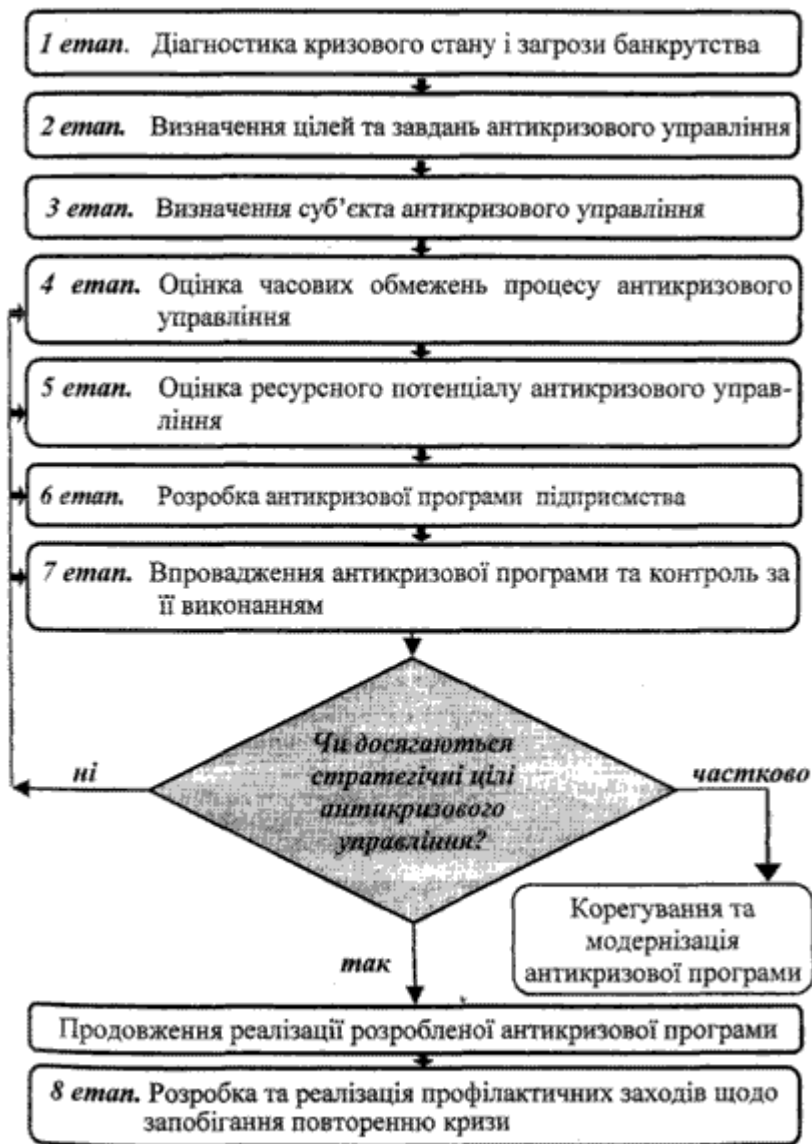 1 етап. Діагностика кризового стану і загрози банкрутства
2 етап. Визначення цілей та завдань антикризового управління
3 етап. Визначення суб’єкта антикризового управління
4 етап. Оцінка часових обмежень процесу антикризового
управління
5 етап. Оцінка ресурсного потенціалу антикризового управ-
ління
6 етап. Розробка антикризової програми підприємства
7 етап. Впровадження антикризової програми та контроль за
її виконанням
Чи досягаються
стратегічні цілі
антикризового
управління?
ні
частково
Корегування та
модернізація
антикризової програми
так
Продовження реалізації розробленої антикризової програми
8 етап. Розробка та реалізація профілактичних заходів щодо
запобігання повторенню кризи